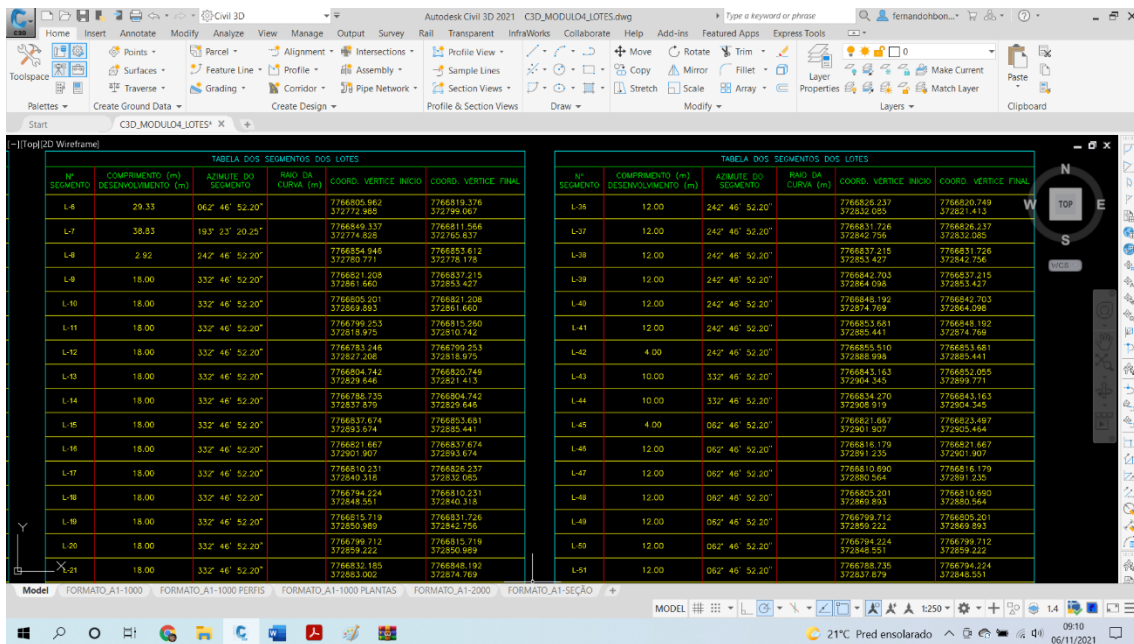 Civil 3D
Autodesk Civil 3D 2021 C3D_MODULO4_LOTES.dwg
Type a keyword or phrase
fernandohbon...
Home Insert Annotate Modify Analyze View Manage Output Survey Rail Transparent InfraWorks Collaborate Help Add-ins Featured Apps Express Tools
Toolspace
Points
Surfaces
Traverse
Parcel
Feature Line
Grading
Alignment
Profile
Corridor
Intersections
Assembly
Pipe Network
Profile View
Sample Lines
Section Views
Move
Copy
Stretch
Rotate
Mirror
Scale
Trim
Fillet
Array
Layer
Properties
0
Make Current
Match Layer
Paste
Palettes Create Ground Data Create Design Profile & Section Views Draw Modify Layers Clipboard
Start C3D_MODULO4_LOTES*
[-][Top][2D Wireframe]
TABELA DOS SEGMENTOS DOS LOTES
N° SEGMENTO COMPRIMENTO (m) DESENVOLVIMENTO (m) AZIMUTE DO SEGMENTO RAIO DA CURVA (m) COORD. VÉRTICE INÍCIO COORD. VÉRTICE FINAL
L-6 29.33 062° 46' 52.20" 7766805.962 372772.985 7766819.376 372799.067
L-7 38.83 193° 23' 20.25" 7766849.337 372774.828 7766811.566 372765.837
L-8 2.92 242° 46' 52.20" 7766854.946 372780.771 7766853.612 372778.178
L-9 18.00 332° 46' 52.20" 7766821.208 372861.660 7766837.215 372853.427
L-10 18.00 332° 46' 52.20" 7766805.201 372869.893 7766821.208 372861.660
L-11 18.00 332° 46' 52.20" 7766799.253 372818.975 7766815.260 372810.742
L-12 18.00 332° 46' 52.20" 7766783.246 372827.208 7766799.253 372818.975
L-13 18.00 332° 46' 52.20" 7766804.742 372829.646 7766820.749 372821.413
L-14 18.00 332° 46' 52.20" 7766788.735 372837.879 7766804.742 372829.646
L-15 18.00 332° 46' 52.20" 7766837.674 372893.674 7766853.681 372885.441
L-16 18.00 332° 46' 52.20" 7766821.667 372901.907 7766837.674 372893.674
L-17 18.00 332° 46' 52.20" 7766810.231 372840.318 7766826.237 372832.085
L-18 18.00 332° 46' 52.20" 7766794.224 372848.551 7766810.231 372840.318
L-19 18.00 332° 46' 52.20" 7766815.719 372850.989 7766831.726 372842.756
L-20 18.00 332° 46' 52.20" 7766799.712 372859.222 7766815.719 372850.989
L-21 18.00 332° 46' 52.20" 7766832.185 372883.002 7766848.192 372874.769
TABELA DOS SEGMENTOS DOS LOTES
N° SEGMENTO COMPRIMENTO (m) DESENVOLVIMENTO (m) AZIMUTE DO SEGMENTO RAIO DA CURVA (m) COORD. VÉRTICE INÍCIO COORD. VÉRTICE FINAL
L-36 12.00 242° 46' 52.20" 7766826.237 372832.085 7766820.749 372821.413
L-37 12.00 242° 46' 52.20" 7766831.726 372842.756 7766826.237 372832.085
L-38 12.00 242° 46' 52.20" 7766837.215 372853.427 7766831.726 372842.756
L-39 12.00 242° 46' 52.20" 7766842.703 372864.098 7766837.215 372853.427
L-40 12.00 242° 46' 52.20" 7766848.192 372874.769 7766842.703 372864.098
L-41 12.00 242° 46' 52.20" 7766853.681 372885.441 7766848.192 372874.769
L-42 4.00 242° 46' 52.20" 7766855.510 372888.998 7766853.681 372885.441
L-43 10.00 332° 46' 52.20" 7766843.163 372904.345 7766852.055 372899.771
L-44 10.00 332° 46' 52.20" 7766834.270 372908.919 7766843.163 372904.345
L-45 4.00 062° 46' 52.20" 7766821.667 372901.907 7766823.497 372905.464
L-46 12.00 062° 46' 52.20" 7766816.179 372891.235 7766821.667 372901.907
L-47 12.00 062° 46' 52.20" 7766810.690 372880.564 7766816.179 372891.235
L-48 12.00 062° 46' 52.20" 7766805.201 372869.893 7766810.690 372880.564
L-49 12.00 062° 46' 52.20" 7766799.712 372859.222 7766805.201 372869.893
L-50 12.00 062° 46' 52.20" 7766794.224 372848.551 7766799.712 372859.222
L-51 12.00 062° 46' 52.20" 7766788.735 372837.879 7766794.224 372848.551
N
W TOP E
S
WCS
Y
X
Model FORMATO_A1-1000 FORMATO_A1-1000 PERFIS FORMATO_A1-1000 PLANTAS FORMATO_A1-2000 FORMATO_A1-SEÇÃO +
MODEL 1:250 1.4
21°C Pred ensolarado
09:10
06/11/2021